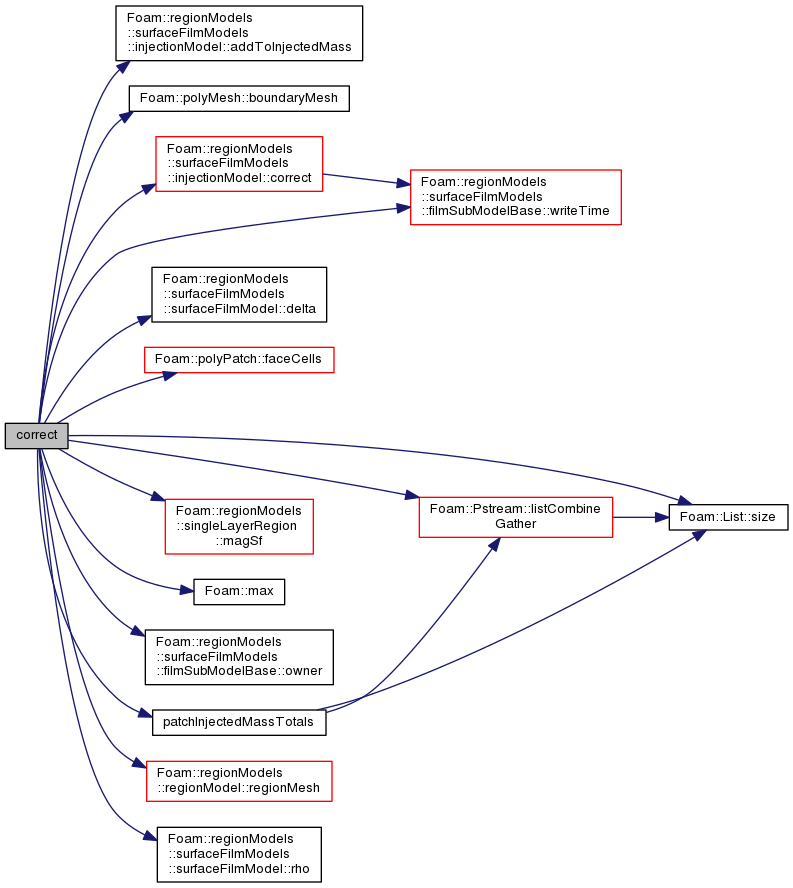 Foam::regionModels
::surfaceFilmModels
::injectionModel::addToInjectedMass
Foam::polyMesh::boundaryMesh
Foam::regionModels
::surfaceFilmModels
::injectionModel::correct
Foam::regionModels
::surfaceFilmModels
::filmSubModelBase::writeTime
Foam::regionModels
::surfaceFilmModels
::surfaceFilmModel::delta
Foam::polyPatch::faceCells
correct
Foam::regionModels
::singleLayerRegion
::magSf
Foam::Pstream::listCombine
Gather
Foam::List::size
Foam::max
Foam::regionModels
::surfaceFilmModels
::filmSubModelBase::owner
patchInjectedMassTotals
Foam::regionModels
::regionModel::regionMesh
Foam::regionModels
::surfaceFilmModels
::surfaceFilmModel::rho